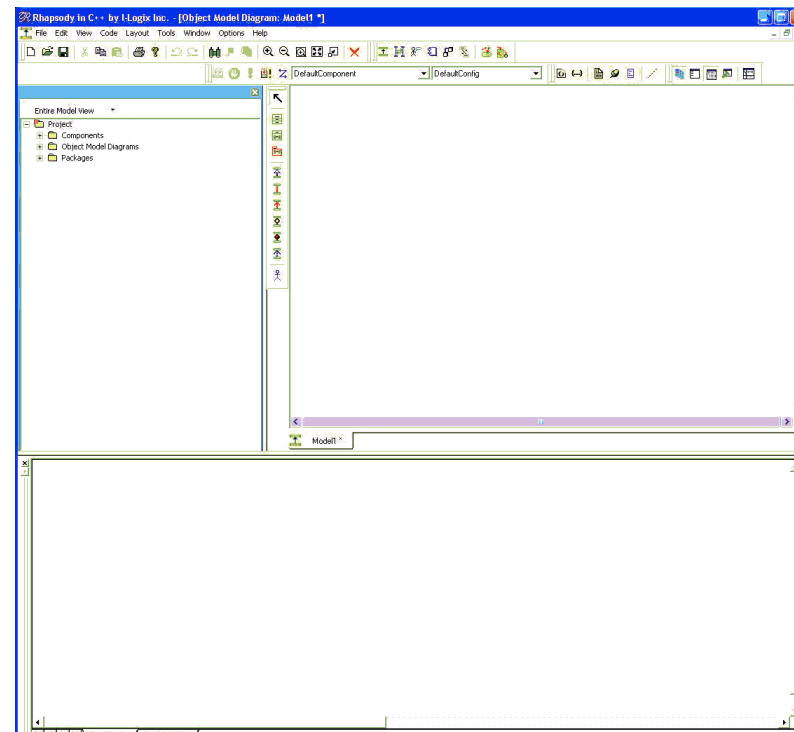 Rhapsody in C++ by I-Logix Inc. - [Object Model Diagram: Model1 *]
File Edit View Code Layout Tools Window Options Help
DefaultComponent DefaultConfig
Entire Model View
Project
Components
Object Model Diagrams
Packages
Model1 *